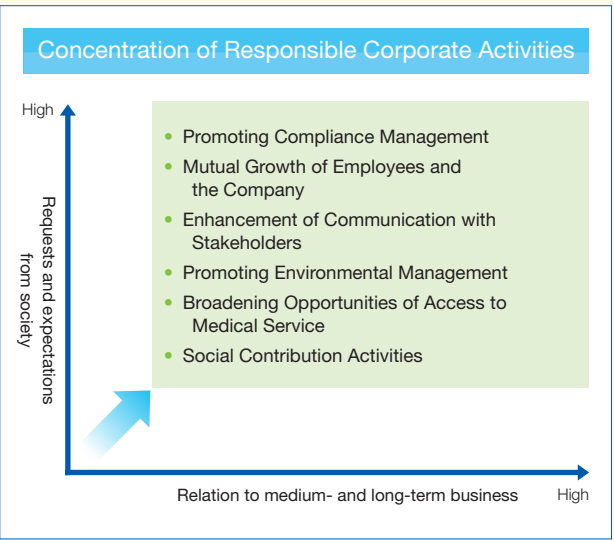 Concentration of Responsible Corporate Activities
High
Requests and expectations
from society
• Promoting Compliance Management
• Mutual Growth of Employees and
the Company
• Enhancement of Communication with
Stakeholders
• Promoting Environmental Management
• Broadening Opportunities of Access to
Medical Service
• Social Contribution Activities
Relation to medium- and long-term business
High